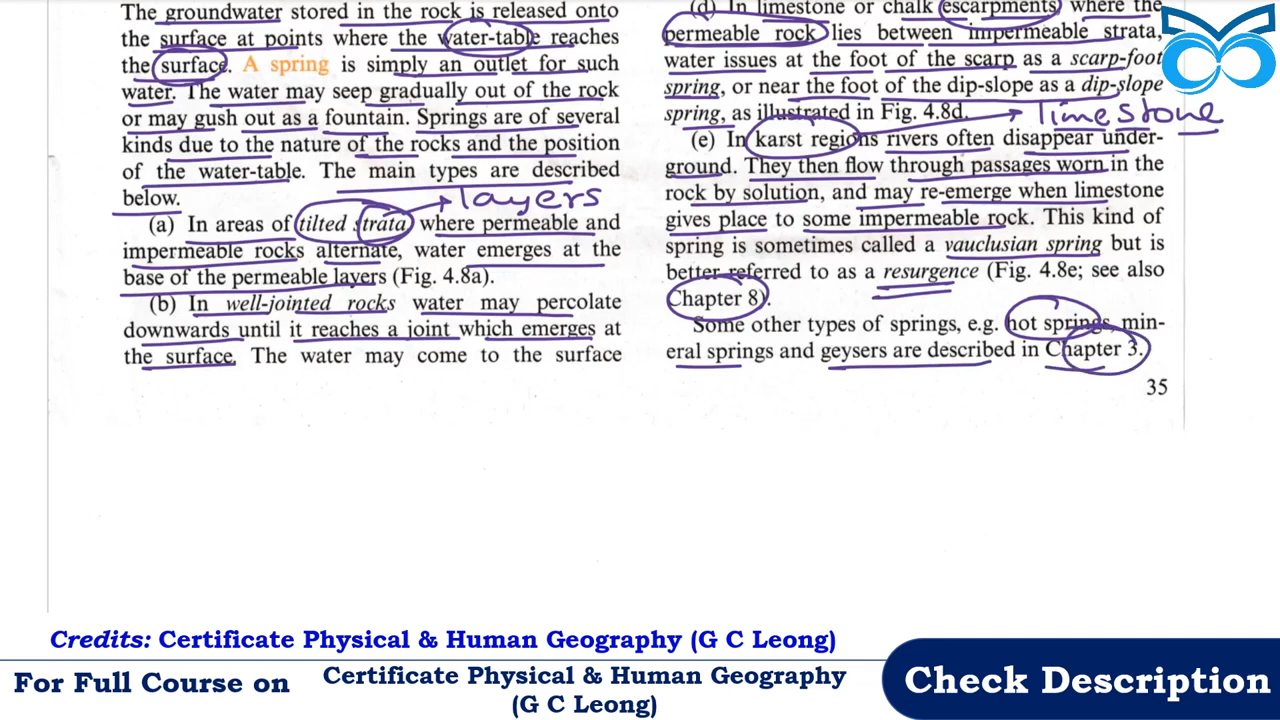 The groundwater stored in the rock is released onto
the surface at points where the water-table reaches
the surface. A spring is simply an outlet for such
water. The water may seep gradually out of the rock
or may gush out as a fountain. Springs are of several
kinds due to the nature of the rocks and the position
of the water-table. The main types are described
below.
layers
(a) In areas of tilted strata where permeable and
impermeable rocks alternate, water emerges at the
base of the permeable layers (Fig. 4.8a).
(b) In well-jointed rocks water may percolate
downwards until it reaches a joint which emerges at
the surface. The water may come to the surface
(d) In limestone or chalk escarpments where the
permeable rock lies between impermeable strata,
water issues at the foot of the scarp as a scarp-foot
spring, or near the foot of the dip-slope as a dip-slope
spring, as illustrated in Fig. 4.8d.
limestone
(e) In karst regions rivers often disappear under-
ground. They then flow through passages worn in the
rock by solution, and may re-emerge when limestone
gives place to some impermeable rock. This kind of
spring is sometimes called a vauclusian spring but is
better referred to as a resurgence (Fig. 4.8e; see also
Chapter 8).
Some other types of springs, e.g. hot springs, min-
eral springs and geysers are described in Chapter 3.
35
Credits: Certificate Physical & Human Geography (G C Leong)
For Full Course on
Certificate Physical & Human Geography
(G C Leong)
Check Description